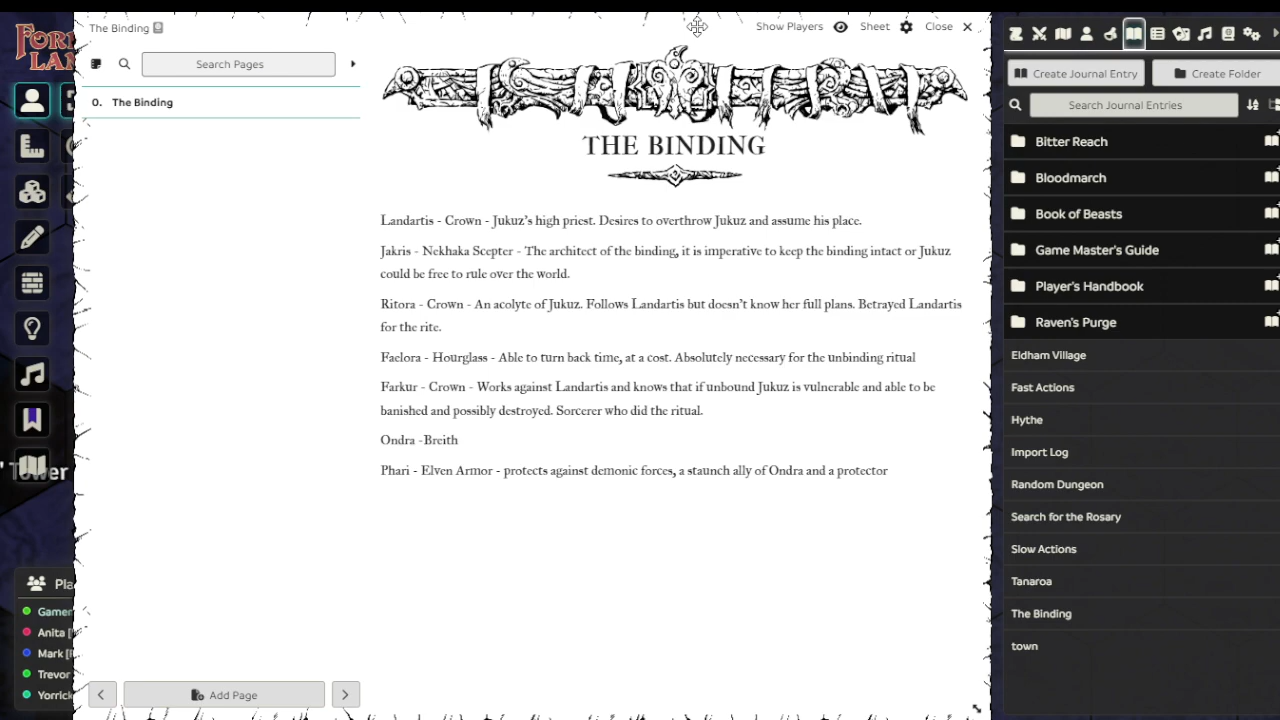 The Binding
Show Players
Sheet
Close
Search Pages
0. The Binding
THE BINDING
Landartis - Crown - Jukuz's high priest. Desires to overthrow Jukuz and assume his place.
Jakris - Nekhaka Scepter - The architect of the binding, it is imperative to keep the binding intact or Jukuz
could be free to rule over the world.
Ritora - Crown - An acolyte of Jukuz. Follows Landartis but doesn't know her full plans. Betrayed Landartis
for the rite.
Faelora - Hourglass - Able to turn back time, at a cost. Absolutely necessary for the unbinding ritual
Farkur - Crown - Works against Landartis and knows that if unbound Jukuz is vulnerable and able to be
banished and possibly destroyed. Sorcerer who did the ritual.
Ondra -Breith
Phari - Elven Armor - protects against demonic forces, a staunch ally of Ondra and a protector
Add Page
Tower
Gamer
Anita
Mark
Trevor
Yorrick
Create Journal Entry
Create Folder
Search Journal Entries
Bitter Reach
Bloodmarch
Book of Beasts
Game Master's Guide
Player's Handbook
Raven's Purge
Eldham Village
Fast Actions
Hythe
Import Log
Random Dungeon
Search for the Rosary
Slow Actions
Tanaroa
The Binding
town